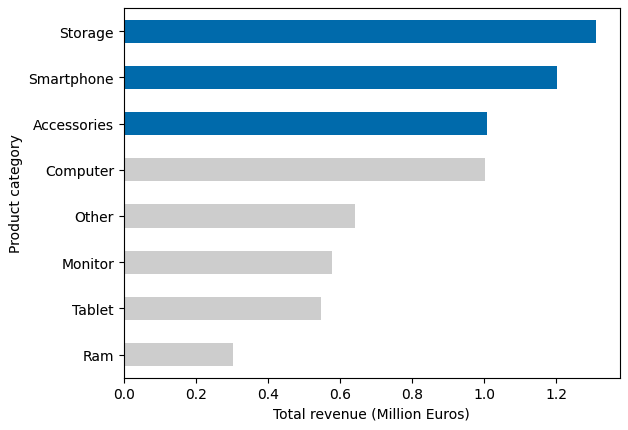 Storage
Smartphone
Accessories
Computer
Other
Monitor
Tablet
Ram
Product category
0.0 0.2 0.4 0.6 0.8 1.0 1.2
Total revenue (Million Euros)